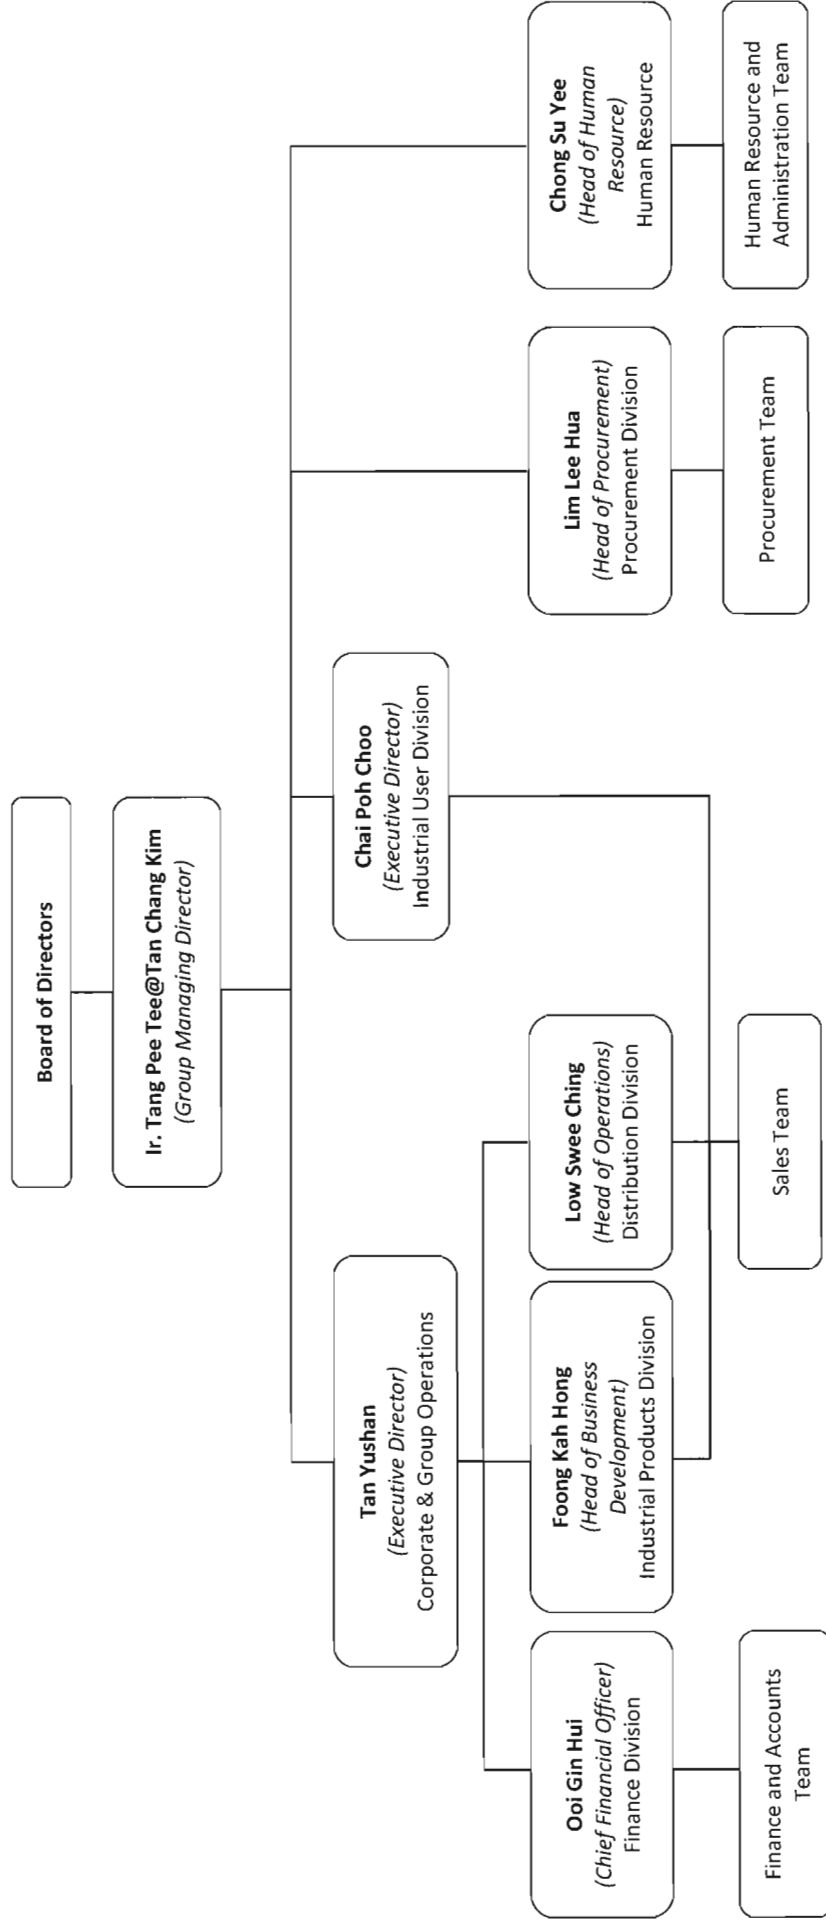 Board of Directors
Ir. Tang Pee Tee@Tan Chang Kim
(Group Managing Director)
Tan Yushan
(Executive Director)
Corporate & Group Operations
Chai Poh Choo
(Executive Director)
Industrial User Division
Ooi Gin Hui
(Chief Financial Officer)
Finance Division
Foong Kah Hong
(Head of Business
Development)
Industrial Products Division
Low Swee Ching
(Head of Operations)
Distribution Division
Lim Lee Hua
(Head of Procurement)
Procurement Division
Chong Su Yee
(Head of Human
Resource)
Human Resource
Finance and Accounts
Team
Sales Team
Procurement Team
Human Resource and
Administration Team